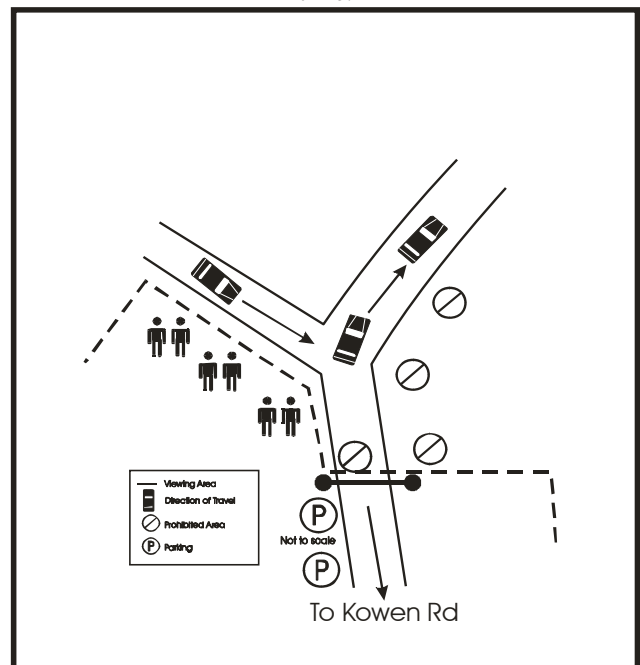 Viewing Area
Direction of Travel
Prohibited Area
P Parking
P
Not to scale
P
To Kowen Rd